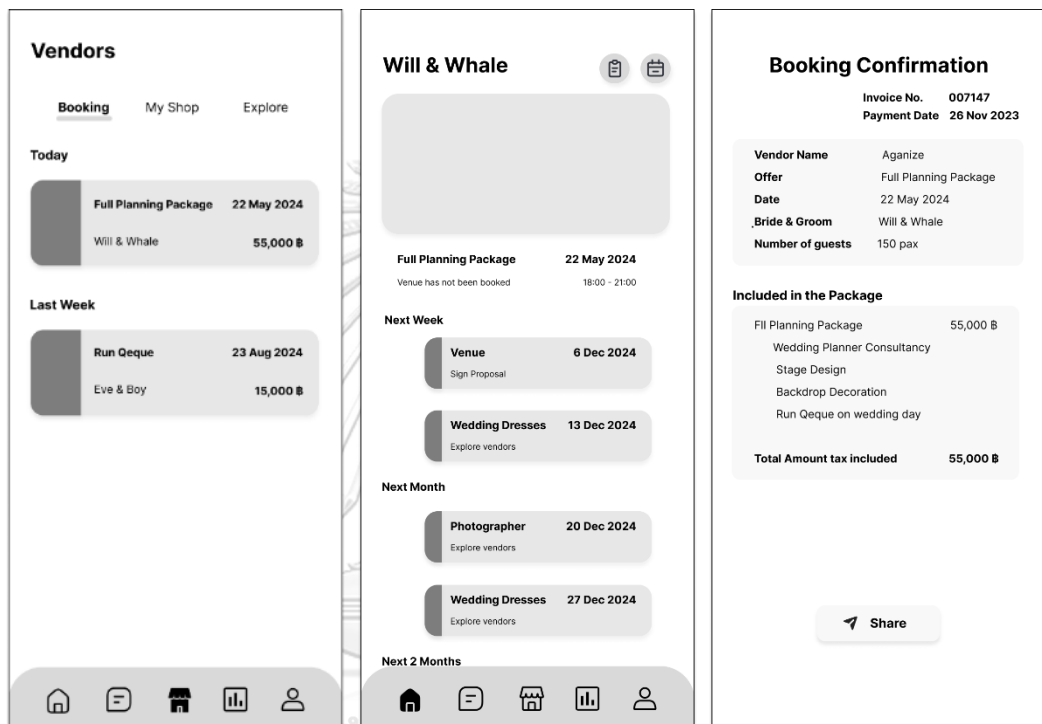 Vendors
Booking My Shop Explore
Today
Full Planning Package 22 May 2024
Will & Whale 55,000 ฿
Last Week
Run Qeque 23 Aug 2024
Eve & Boy 15,000 ฿
Will & Whale
Full Planning Package 22 May 2024
Venue has not been booked 18:00 - 21:00
Next Week
Venue 6 Dec 2024
Sign Proposal
Wedding Dresses 13 Dec 2024
Explore vendors
Next Month
Photographer 20 Dec 2024
Explore vendors
Wedding Dresses 27 Dec 2024
Explore vendors
Next 2 Months
Booking Confirmation
Invoice No. 007147
Payment Date 26 Nov 2023
Vendor Name Aganize
Offer Full Planning Package
Date 22 May 2024
Bride & Groom Will & Whale
Number of guests 150 pax
Included in the Package
FII Planning Package 55,000 ฿
Wedding Planner Consultancy
Stage Design
Backdrop Decoration
Run Qeque on wedding day
Total Amount tax included 55,000 ฿
Share